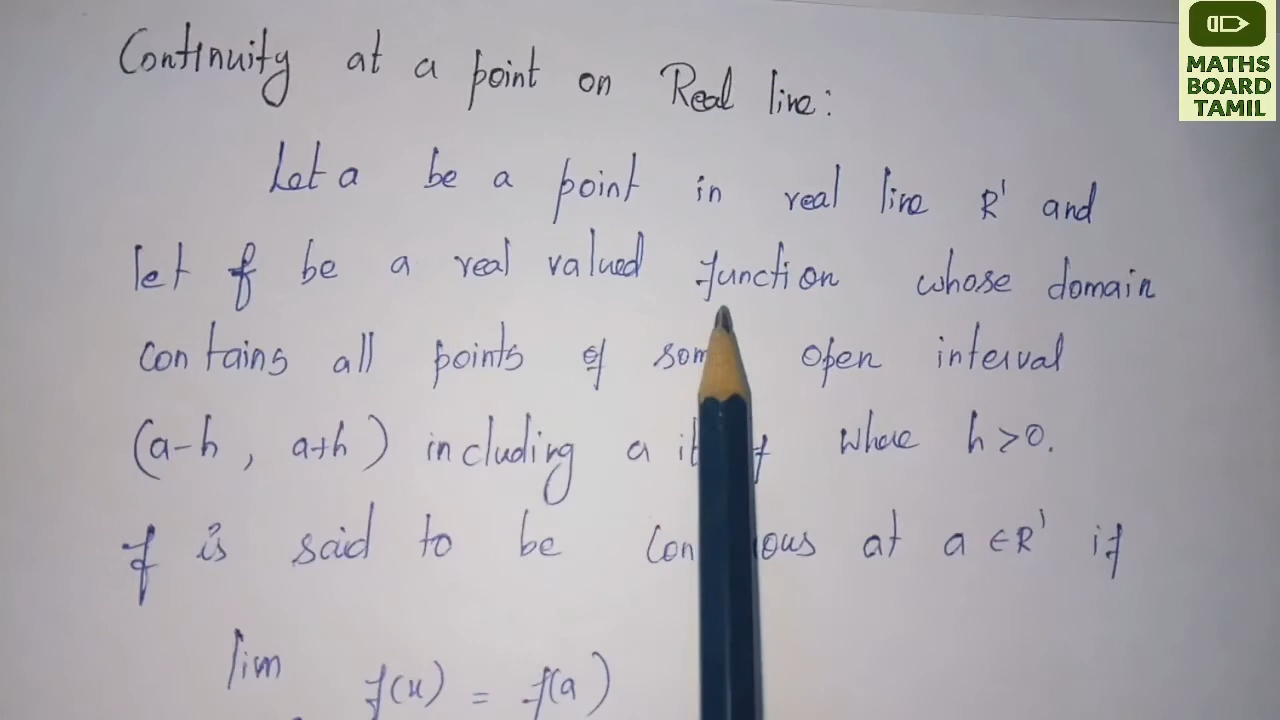 Continuity at a point on Real line:
Let a be a point in real line R¹ and
let f be a real valued function whose domain
contains all points of open interval
(a-h , a+h) including a where h>0.
f is said to be at a ∈ R¹ if
lim f(x) = f(a)
MATHS
BOARD
TAMIL